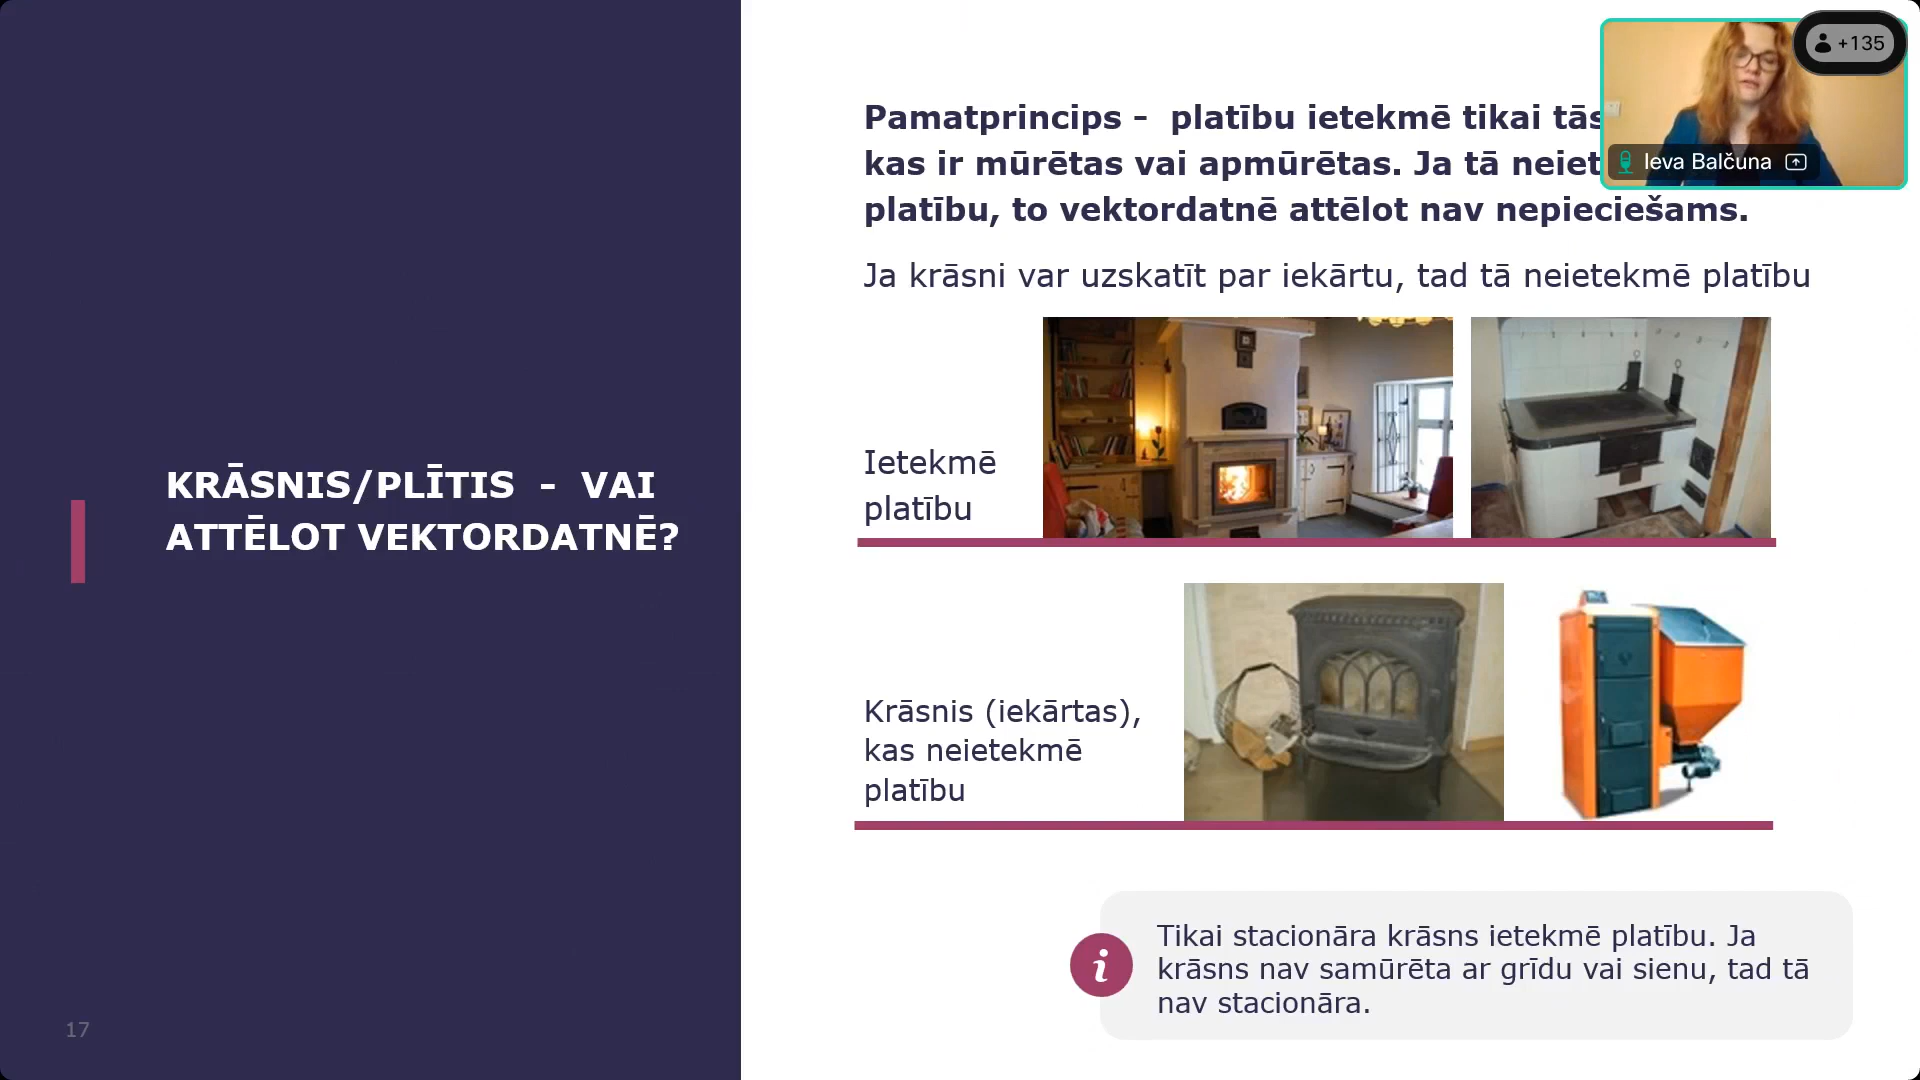 KRĀSNIS/PLĪTIS - VAI
ATTĒLOT VEKTORDATNĒ?
17
Pamatprincips - platību ietekmē tikai tās
kas ir mūrētas vai apmūrētas. Ja tā neiet
platību, to vektordatnē attēlot nav nepieciešams.
Ja krāsni var uzskatīt par iekārtu, tad tā neietekmē platību
Ietekmē
platību
Krāsnis (iekārtas),
kas neietekmē
platību
i
Tikai stacionāra krāsns ietekmē platību. Ja
krāsns nav samūrēta ar grīdu vai sienu, tad tā
nav stacionāra.
+135
Ieva Balčuna